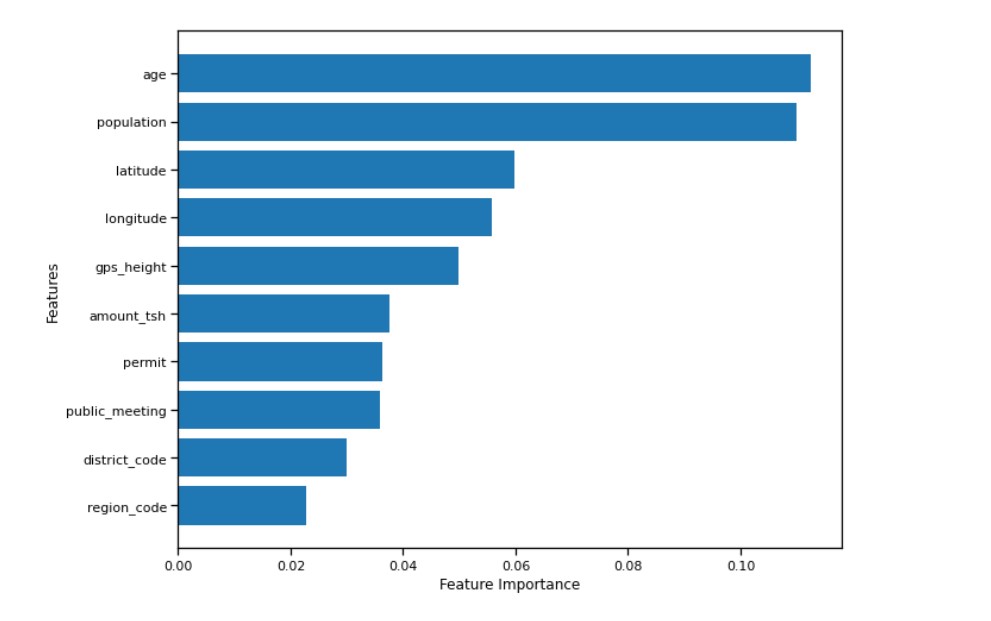 age
population
latitude
longitude
gps_height
amount_tsh
permit
public_meeting
district_code
region_code
Features
0.00 0.02 0.04 0.06 0.08 0.10
Feature Importance